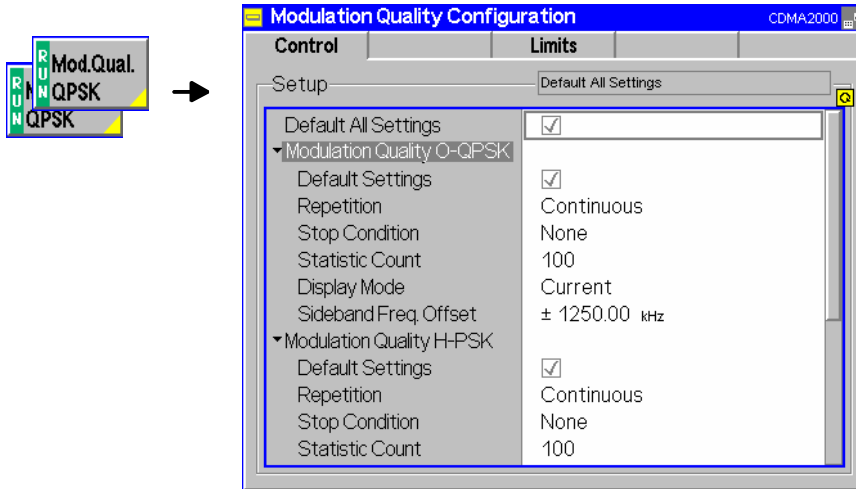 Modulation Quality Configuration CDMA2000
Control Limits
RUN Mod.Qual. QPSK
RUN QPSK
Setup Default All Settings
Default All Settings
Modulation Quality O-QPSK
Default Settings
Repetition Continuous
Stop Condition None
Statistic Count 100
Display Mode Current
Sideband Freq. Offset ± 1250.00 kHz
Modulation Quality H-PSK
Default Settings
Repetition Continuous
Stop Condition None
Statistic Count 100